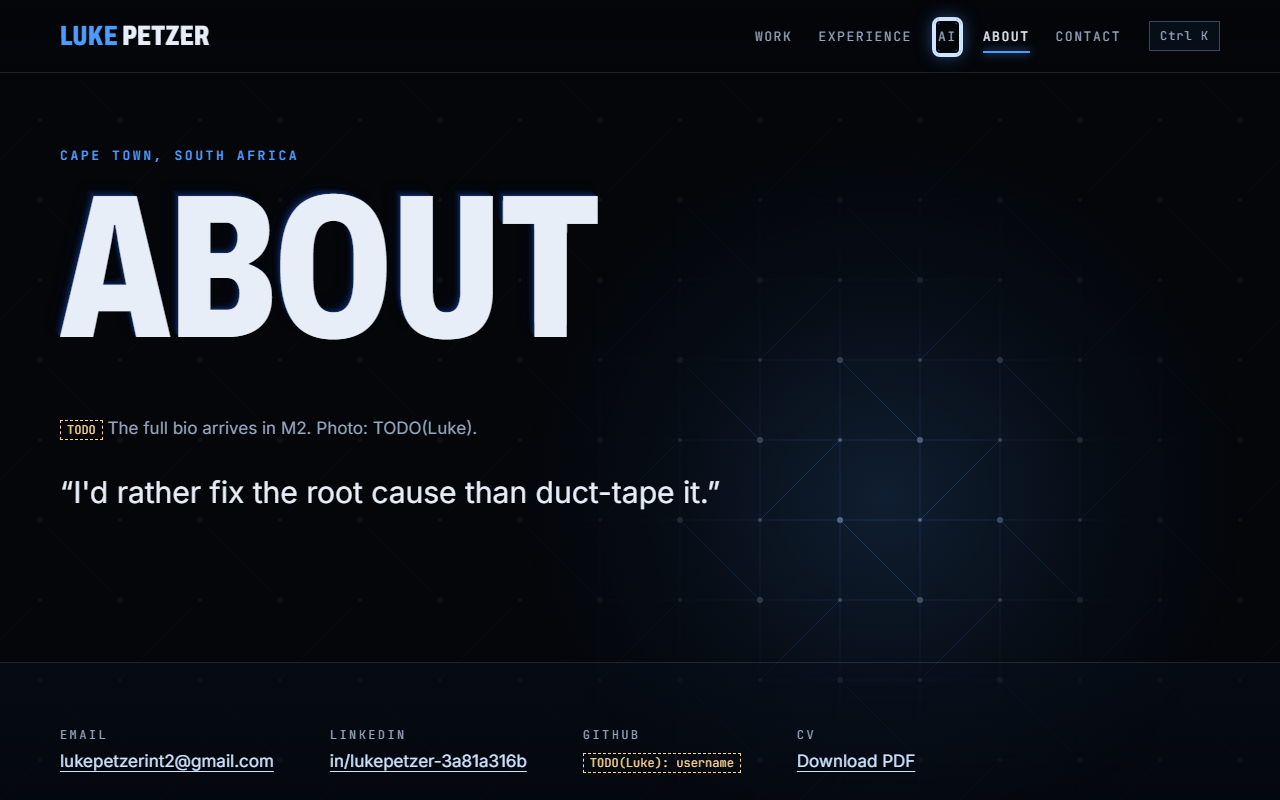 LUKE PETZER
WORK EXPERIENCE AI ABOUT CONTACT Ctrl K
CAPE TOWN, SOUTH AFRICA
ABOUT
TODO The full bio arrives in M2. Photo: TODO(Luke).
“I'd rather fix the root cause than duct-tape it.”
EMAIL LINKEDIN GITHUB CV
lukepetzerint2@gmail.com in/lukepetzer-3a81a316b TODO(Luke): username Download PDF